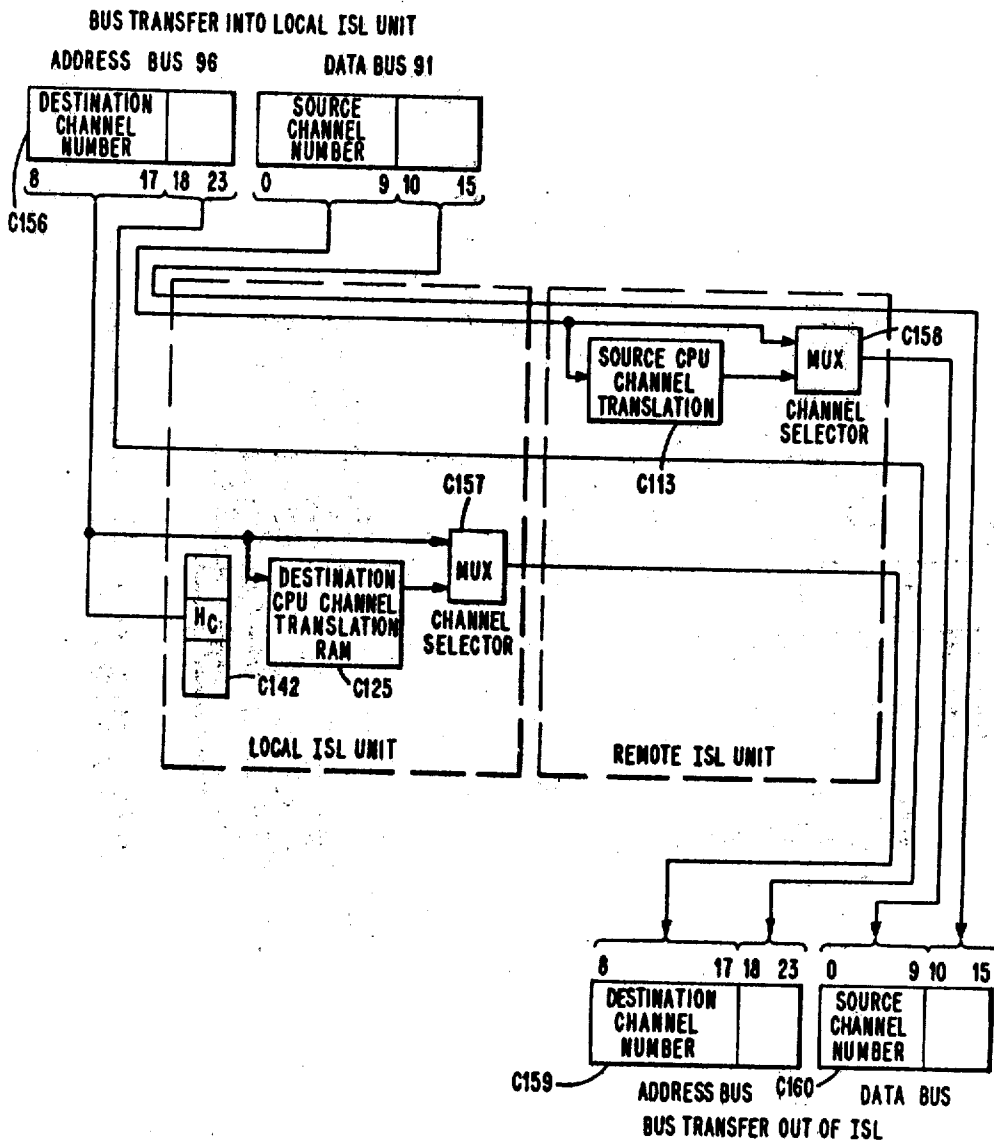 BUS TRANSFER INTO LOCAL ISL UNIT
ADDRESS BUS 96
DATA BUS 91
DESTINATION
CHANNEL
NUMBER
SOURCE
CHANNEL
NUMBER
8 17 18 23
0 9 10 15
C156
SOURCE CPU
CHANNEL
TRANSLATION
MUX
C158
CHANNEL
SELECTOR
C113
C157
DESTINATION
CPU CHANNEL
TRANSLATION
RAM
MUX
CHANNEL
SELECTOR
HC
C142
C125
LOCAL ISL UNIT
REMOTE ISL UNIT
8 17 18 23
0 9 10 15
DESTINATION
CHANNEL
NUMBER
SOURCE
CHANNEL
NUMBER
C159
ADDRESS BUS
C160
DATA BUS
BUS TRANSFER OUT OF ISL